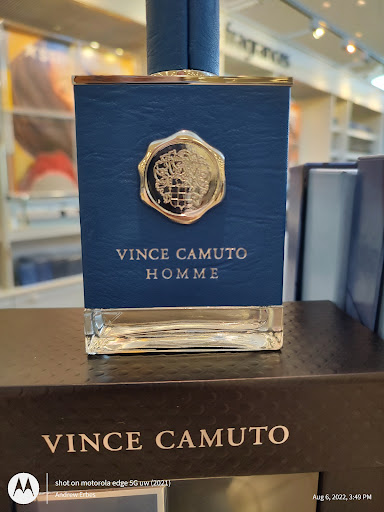 fragrances
VINCE CAMUTO
HOMME
VINCE CAMUTO
shot on motorola edge 5G uw (2021)
Andrew Erbes
Aug 6, 2022, 3:49 PM